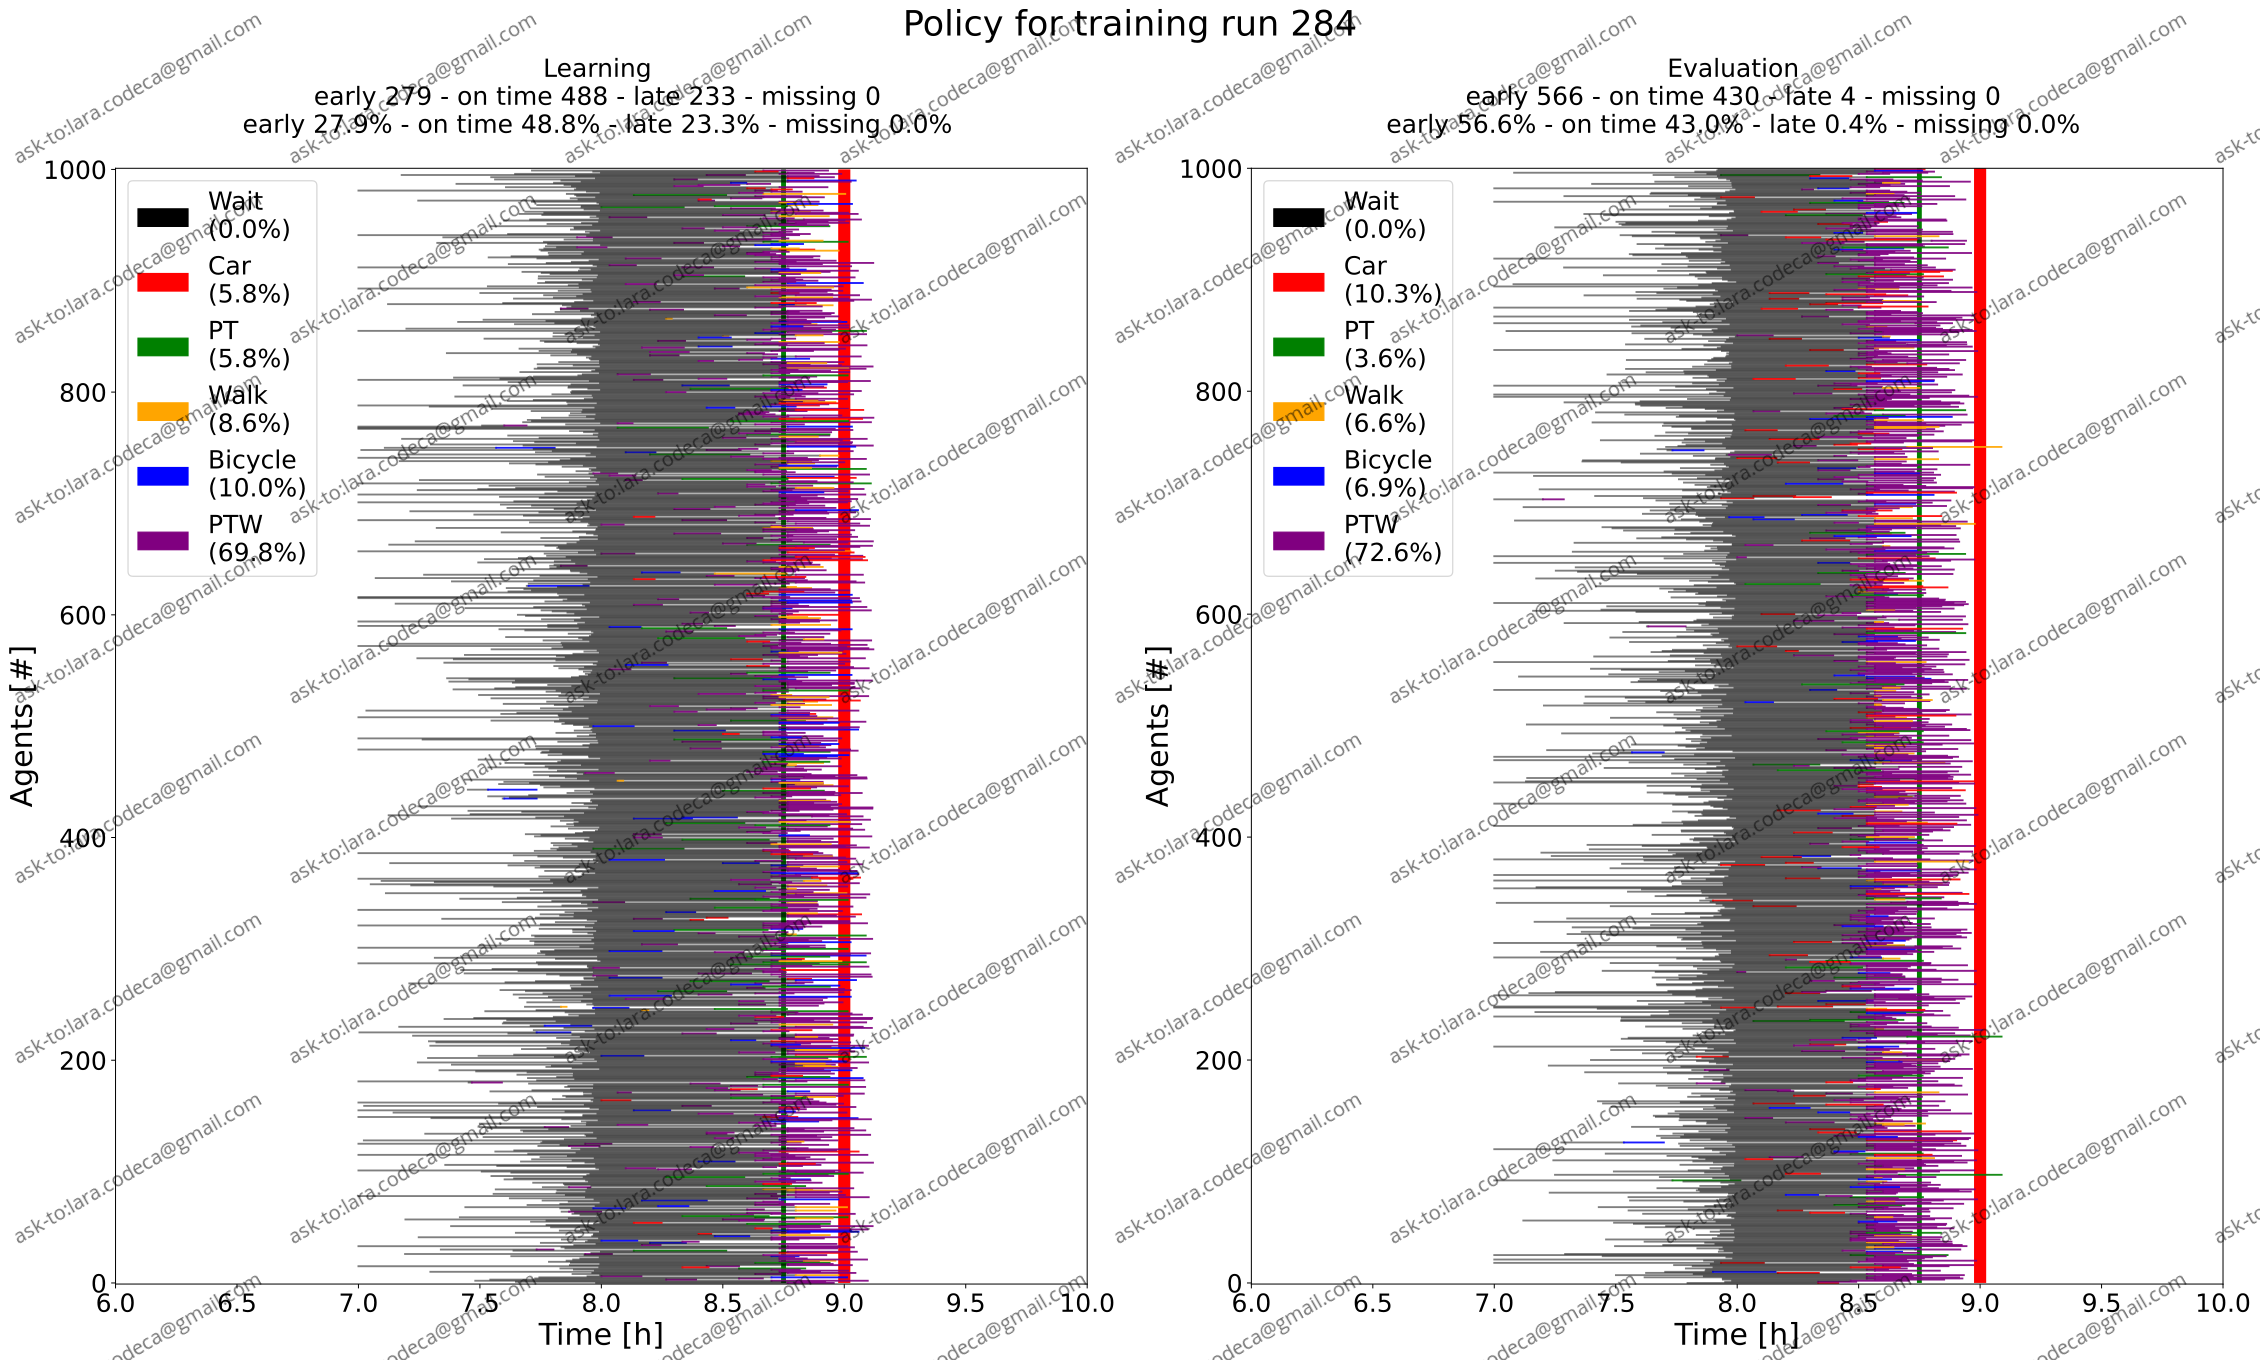 Policy for training run 284
Learning
early 279 - on time 488 - late 233 - missing 0
early 27.9% - on time 48.8% - late 23.3% - missing 0.0%
1000
800
600
400
200
0
Agents [#]
Wait
(0.0%)
Car
(5.8%)
PT
(5.8%)
Walk
(8.6%)
Bicycle
(10.0%)
PTW
(69.8%)
6.0 6.5 7.0 7.5 8.0 8.5 9.0 9.5 10.0
Time [h]
Evaluation
early 566 - on time 430 - late 4 - missing 0
early 56.6% - on time 43.0% - late 0.4% - missing 0.0%
1000
800
600
400
200
0
Agents [#]
Wait
(0.0%)
Car
(10.3%)
PT
(3.6%)
Walk
(6.6%)
Bicycle
(6.9%)
PTW
(72.6%)
6.0 6.5 7.0 7.5 8.0 8.5 9.0 9.5 10.0
Time [h]
ask-to:lara.codeca@gmail.com